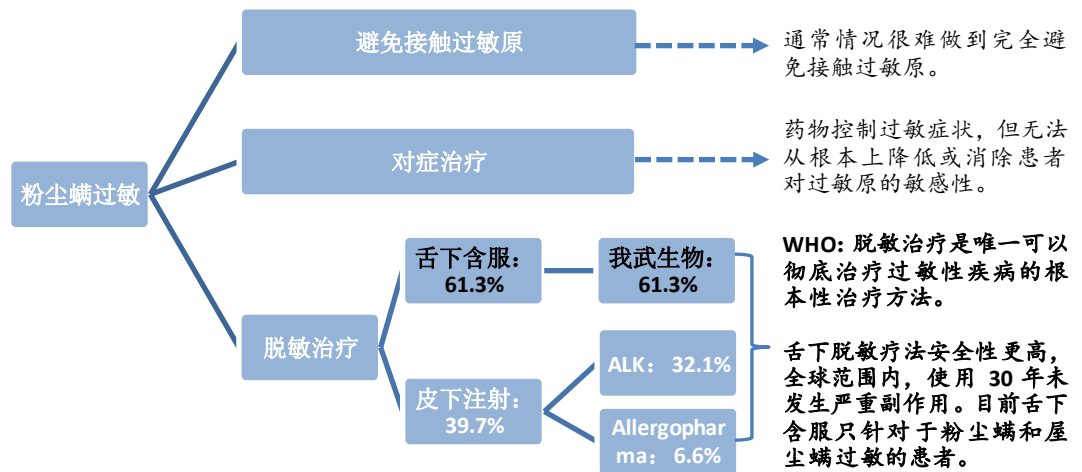 粉尘螨过敏
避免接触过敏原
通常情况很难做到完全避
免接触过敏原。
对症治疗
药物控制过敏症状，但无法
从根本上降低或消除患者
对过敏原的敏感性。
脱敏治疗
舌下含服：
61.3%
我武生物：
61.3%
皮下注射：
39.7%
ALK： 32.1%
Allergophar
ma： 6.6%
WHO: 脱敏治疗是唯一可以
彻底治疗过敏性疾病的根
本性治疗方法。
舌下脱敏疗法安全性更高，
全球范围内，使用 30 年未
发生严重副作用。目前舌下
含服只针对于粉尘螨和屋
尘螨过敏的患者。